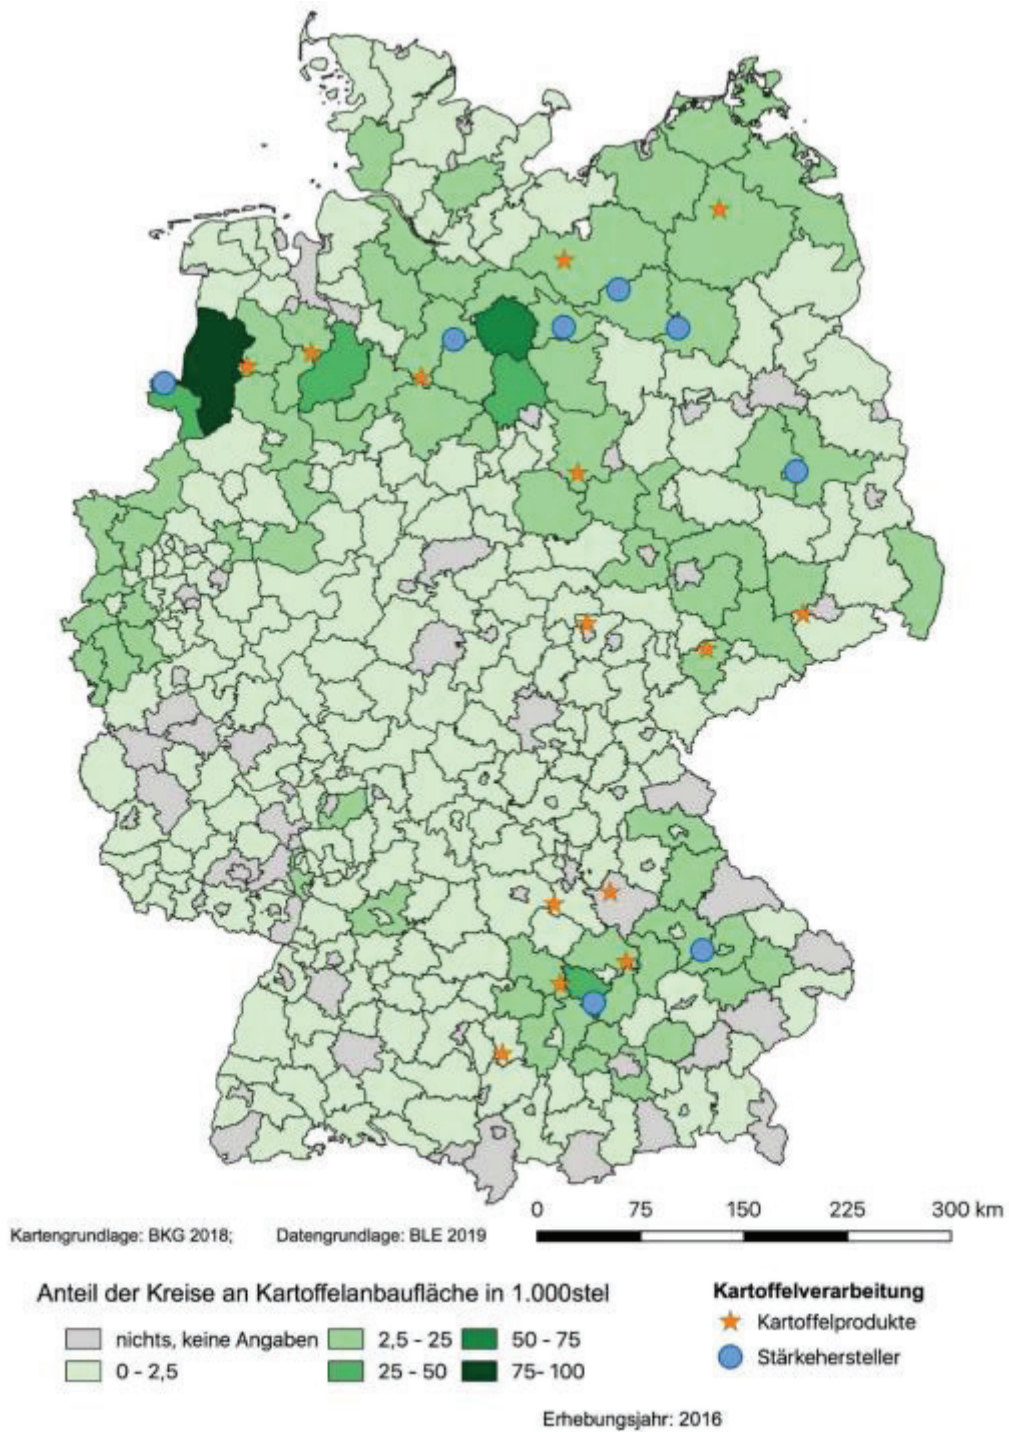 0 75 150 225 300 km
Kartengrundlage: BKG 2018; Datengrundlage: BLE 2019
Anteil der Kreise an Kartoffelanbaufläche in 1.000stel
nichts, keine Angaben
0 - 2,5
2,5 - 25
25 - 50
50 - 75
75- 100
Kartoffelverarbeitung
Kartoffelprodukte
Stärkehersteller
Erhebungsjahr: 2016